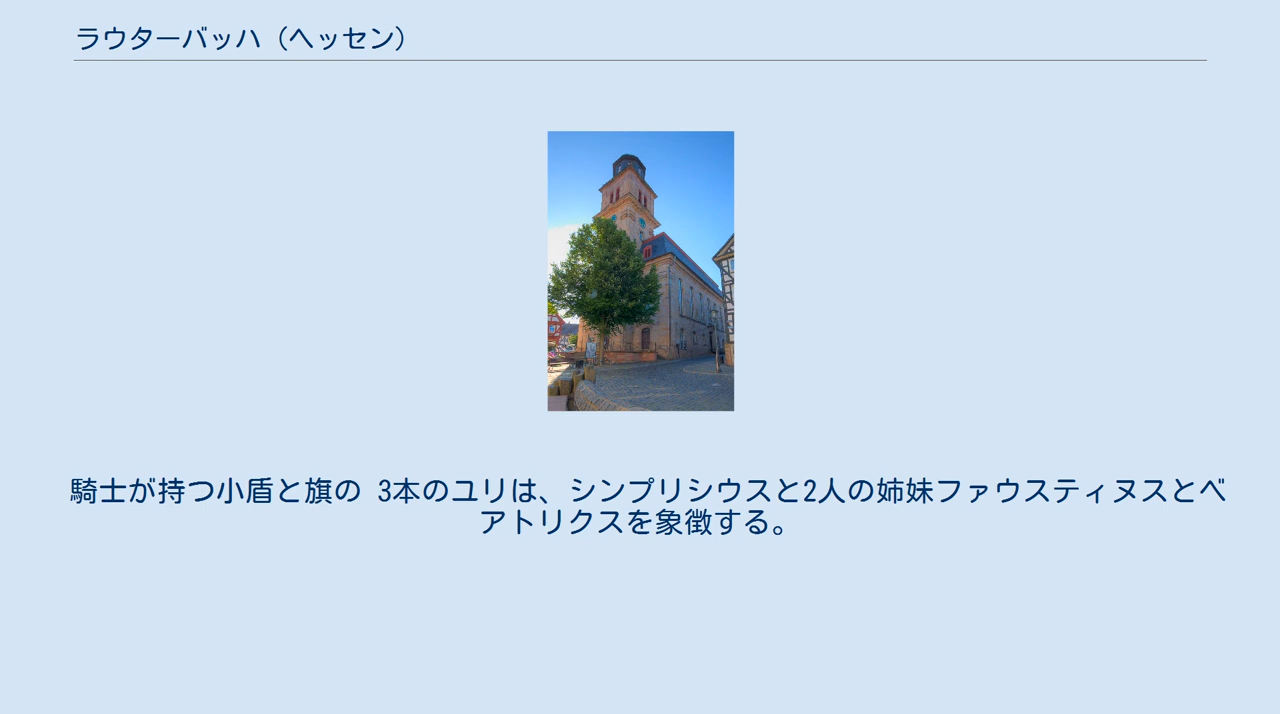 ラウターバッハ（ヘッセン）
騎士が持つ小盾と旗の 3本のユリは、シンプリシウスと2人の姉妹ファウスティヌスとベ
アトリクスを象徴する。